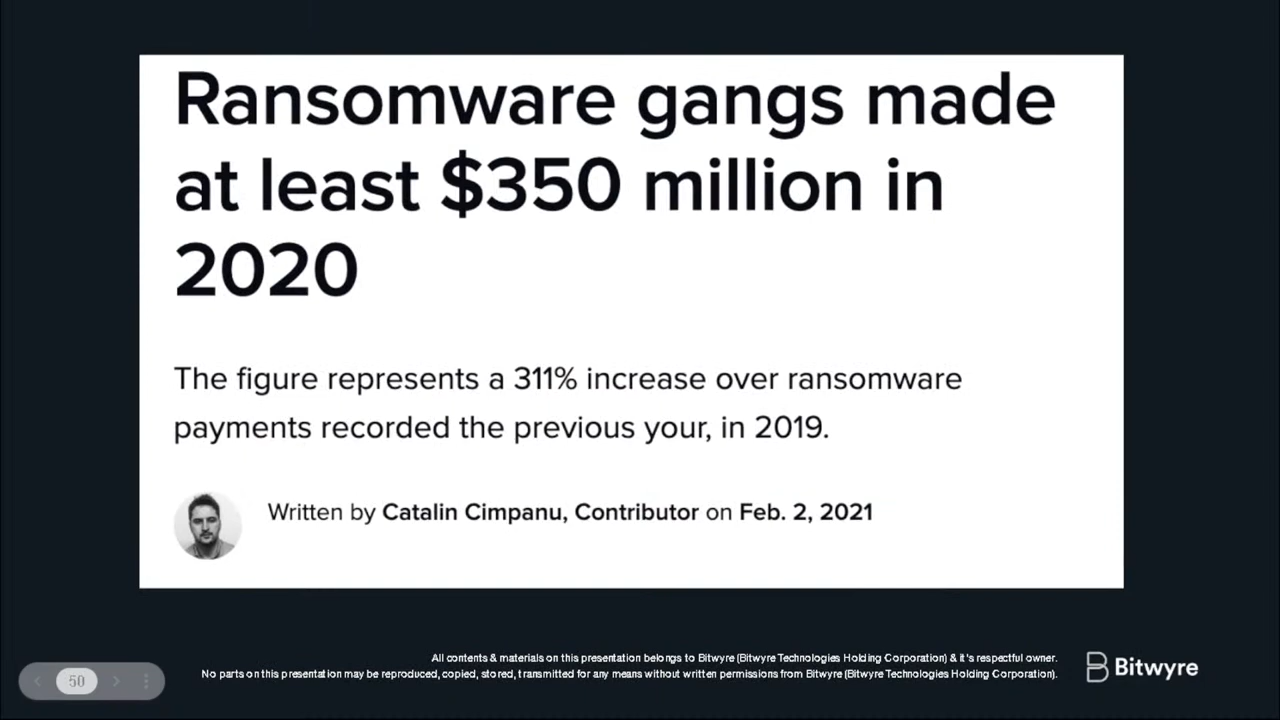 Ransomware gangs made
at least $350 million in
2020
The figure represents a 311% increase over ransomware
payments recorded the previous your, in 2019.
Written by Catalin Cimpanu, Contributor on Feb. 2, 2021
All contents & materials on this presentation belongs to Bitwyre (Bitwyre Technologies Holding Corporation) & it's respectful owner.
No parts on this presentation may be reproduced, copied, stored, transmitted for any means without written permissions from Bitwyre (Bitwyre Technologies Holding Corporation).
Bitwyre
50